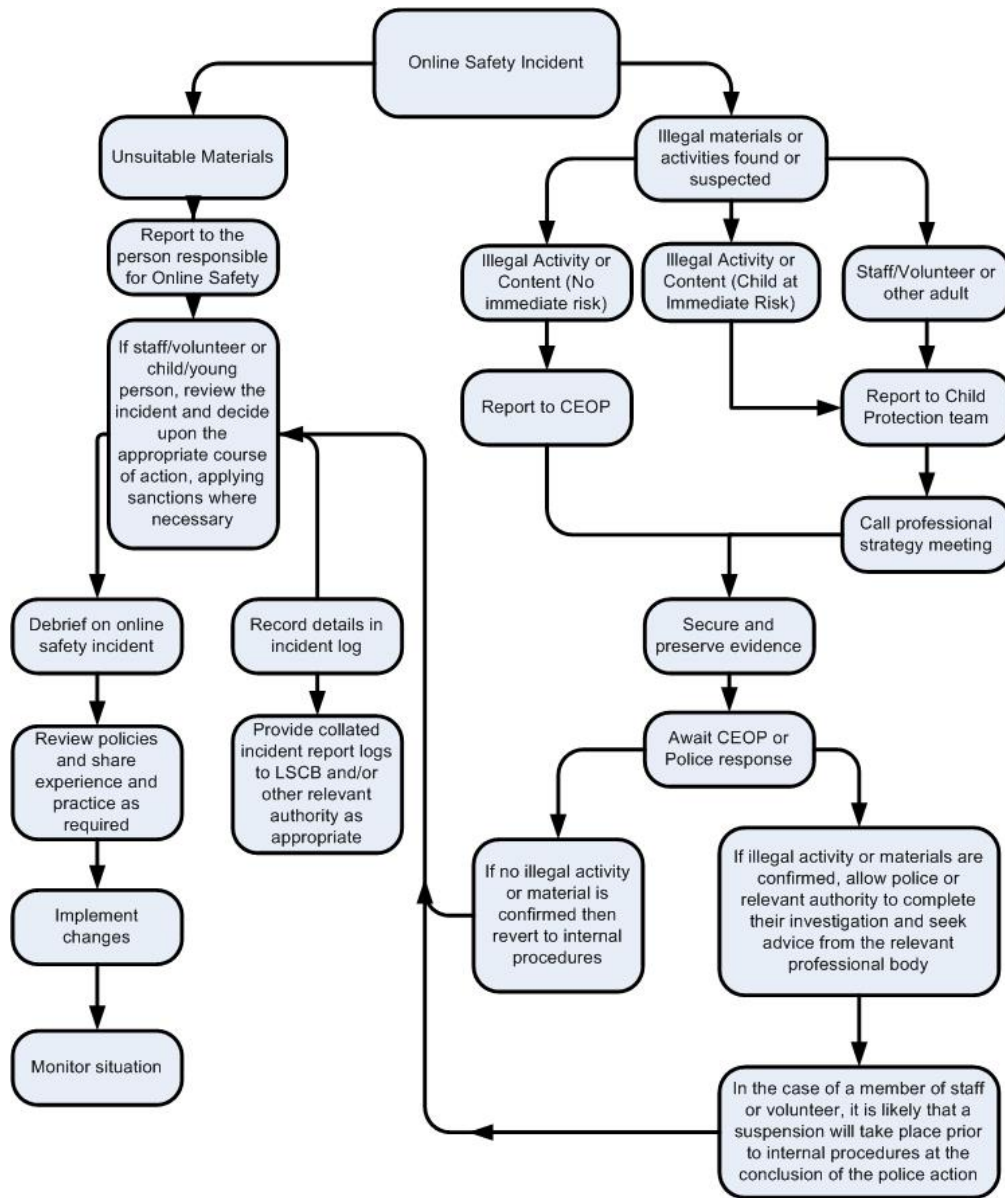 Online Safety Incident
Unsuitable Materials
Illegal materials or
activities found or
suspected
Report to the
person responsible
for Online Safety
Illegal Activity or
Content (No
immediate risk)
Illegal Activity or
Content (Child at
Immediate Risk)
Staff/Volunteer or
other adult
If staff/volunteer or
child/young
person, review the
incident and decide
upon the
appropriate course
of action, applying
sanctions where
necessary
Report to CEOP
Report to Child
Protection team
Call professional
strategy meeting
Debrief on online
safety incident
Record details in
incident log
Secure and
preserve evidence
Review policies
and share
experience and
practice as
required
Provide collated
incident report logs
to LSCB and/or
other relevant
authority as
appropriate
Await CEOP or
Police response
If no illegal activity
or material is
confirmed then
revert to internal
procedures
If illegal activity or materials are
confirmed, allow police or
relevant authority to complete
their investigation and seek
advice from the relevant
professional body
Implement
changes
Monitor situation
In the case of a member of staff
or volunteer, it is likely that a
suspension will take place prior
to internal procedures at the
conclusion of the police action